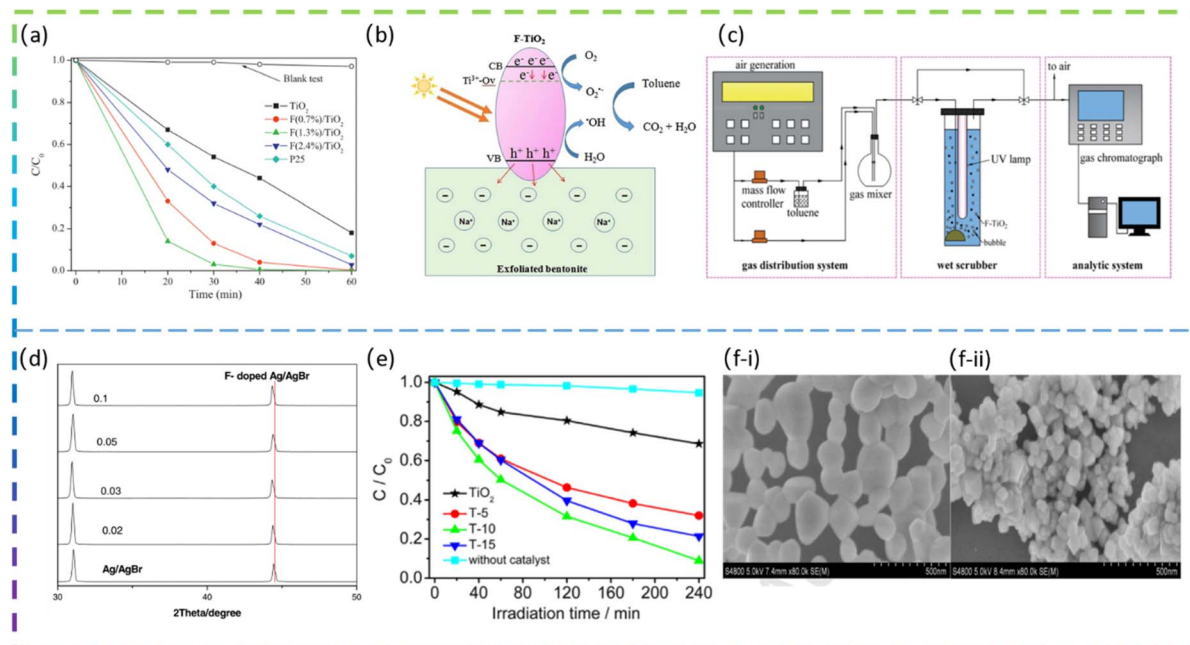 (a)
1.0
0.8
0.6
0.4
0.2
0.0
C/C₀
Blank test
TiO₂
F(0.7%)/TiO₂
F(1.3%)/TiO₂
F(2.4%)/TiO₂
P25
0 10 20 30 40 50 60
Time (min)
(b)
F-TiO₂
CB
e⁻ e⁻ e⁻
e⁻ e⁻
Ti³⁺-Ov
O₂
O₂•⁻
Toluene
•OH
CO₂ + H₂O
VB
h⁺ h⁺ h⁺
H₂O
Na⁺ Na⁺ Na⁺ Na⁺
Exfoliated bentonite
(c)
air generation
mass flow
controller
toluene
gas mixer
gas distribution system
UV lamp
F-TiO₂
bubble
wet scrubber
to air
gas chromatograph
analytic system
(d)
F- doped Ag/AgBr
0.1
0.05
0.03
0.02
Ag/AgBr
30 40 50
2Theta/degree
(e)
1.0
0.8
0.6
0.4
0.2
0.0
C / C₀
TiO₂
T-5
T-10
T-15
without catalyst
0 40 80 120 160 200 240
Irradiation time / min
(f-i)
S4800 5.0kV 7.4mm x80.0k SE(M) 500nm
(f-ii)
S4800 5.0kV 8.4mm x80.0k SE(M) 500nm